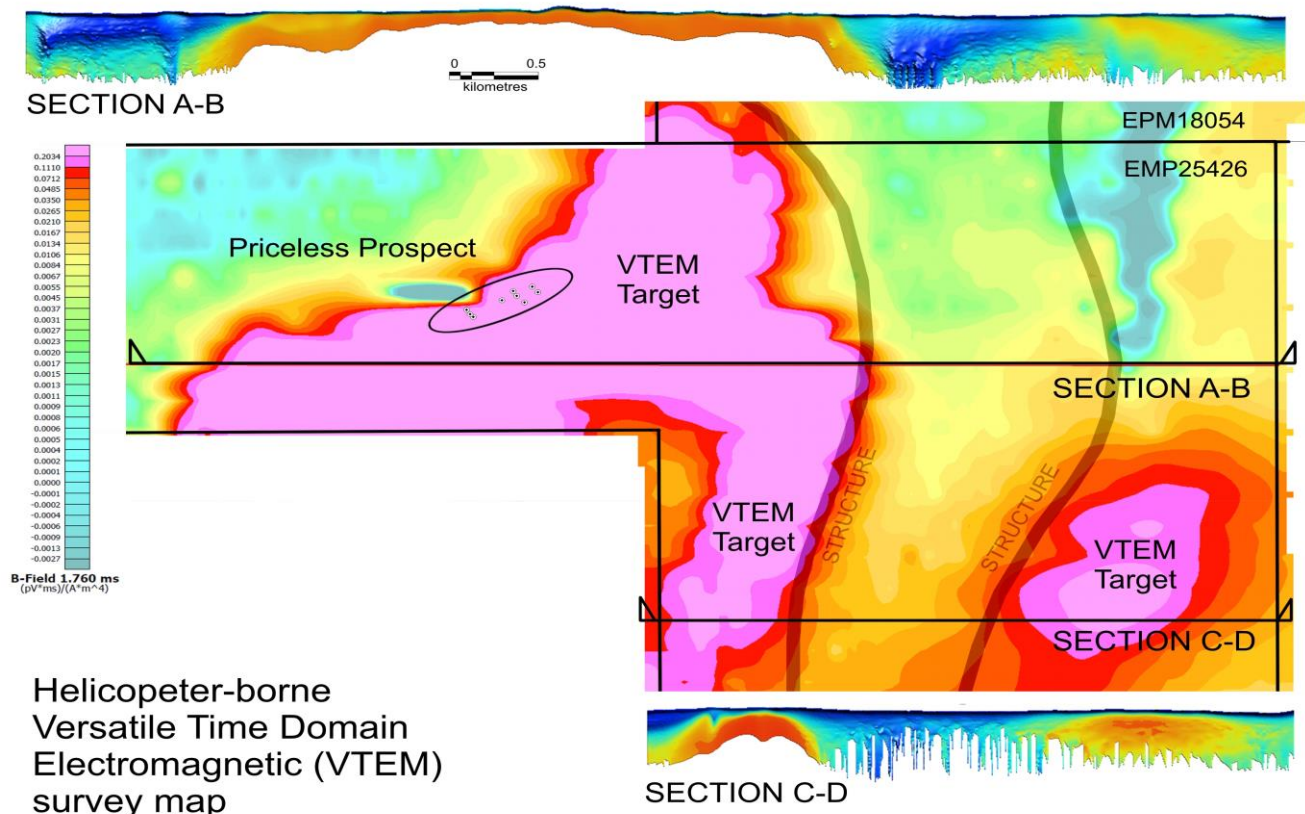 SECTION A-B
0 0.5
kilometres
EPM18054
EMP25426
Priceless Prospect
VTEM
Target
SECTION A-B
STRUCTURE
STRUCTURE
VTEM
Target
VTEM
Target
SECTION C-D
0.2034
0.1110
0.0712
0.0485
0.0350
0.0265
0.0210
0.0167
0.0134
0.0106
0.0084
0.0067
0.0055
0.0045
0.0037
0.0031
0.0027
0.0023
0.0020
0.0017
0.0015
0.0013
0.0011
0.0009
0.0006
0.0005
0.0004
0.0002
0.0001
0.0000
-0.0001
-0.0002
-0.0004
-0.0006
-0.0009
-0.0013
-0.0027
B-Field 1.760 ms
(pV*ms)/(A*m^4)
Helicopeter-borne
Versatile Time Domain
Electromagnetic (VTEM)
survey map
SECTION C-D